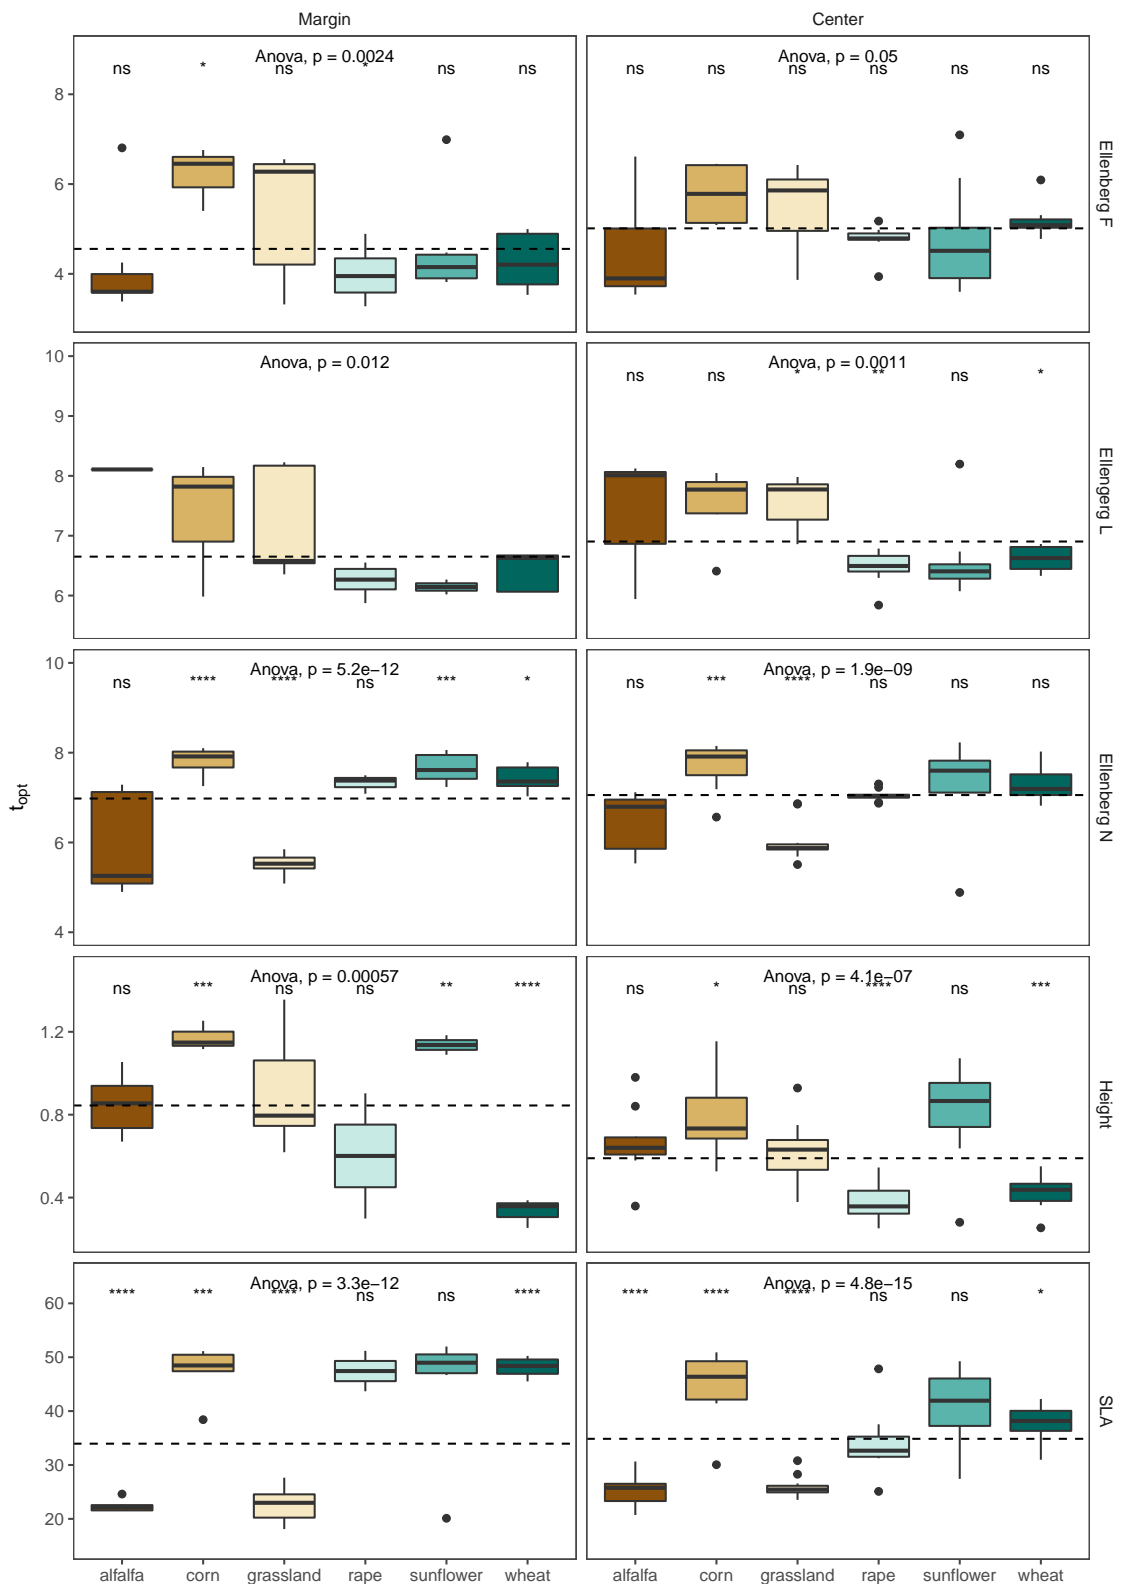 Margin Center
Anova, p = 0.0024 Anova, p = 0.05
ns * ns * ns ns ns ns ns ns ns ns
8
6
4
Ellenberg F
10
Anova, p = 0.012 Anova, p = 0.0011
ns ns * ** ns *
9
8
7
6
Ellengerg L
10
Anova, p = 5.2e−12 Anova, p = 1.9e−09
ns **** **** ns *** * ns *** **** ns ns ns
8
6
4
Ellenberg N
topt
Anova, p = 0.00057 Anova, p = 4.1e−07
ns *** ns ns ** **** ns * ns **** ns ***
1.2
0.8
0.4
Height
Anova, p = 3.3e−12 Anova, p = 4.8e−15
**** *** **** ns ns **** **** **** **** ns ns *
60
50
40
30
20
SLA
alfalfa corn grassland rape sunflower wheat alfalfa corn grassland rape sunflower wheat